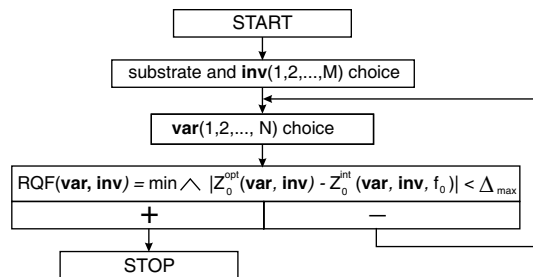 START
substrate and inv(1,2,...,M) choice
var(1,2,..., N) choice
RQF(var, inv) = min ∧ |Z₀ᵒᵖᵗ(var, inv) - Z₀ⁱⁿᵗ(var, inv, f₀)| < Δₘₐₓ
+ −
STOP